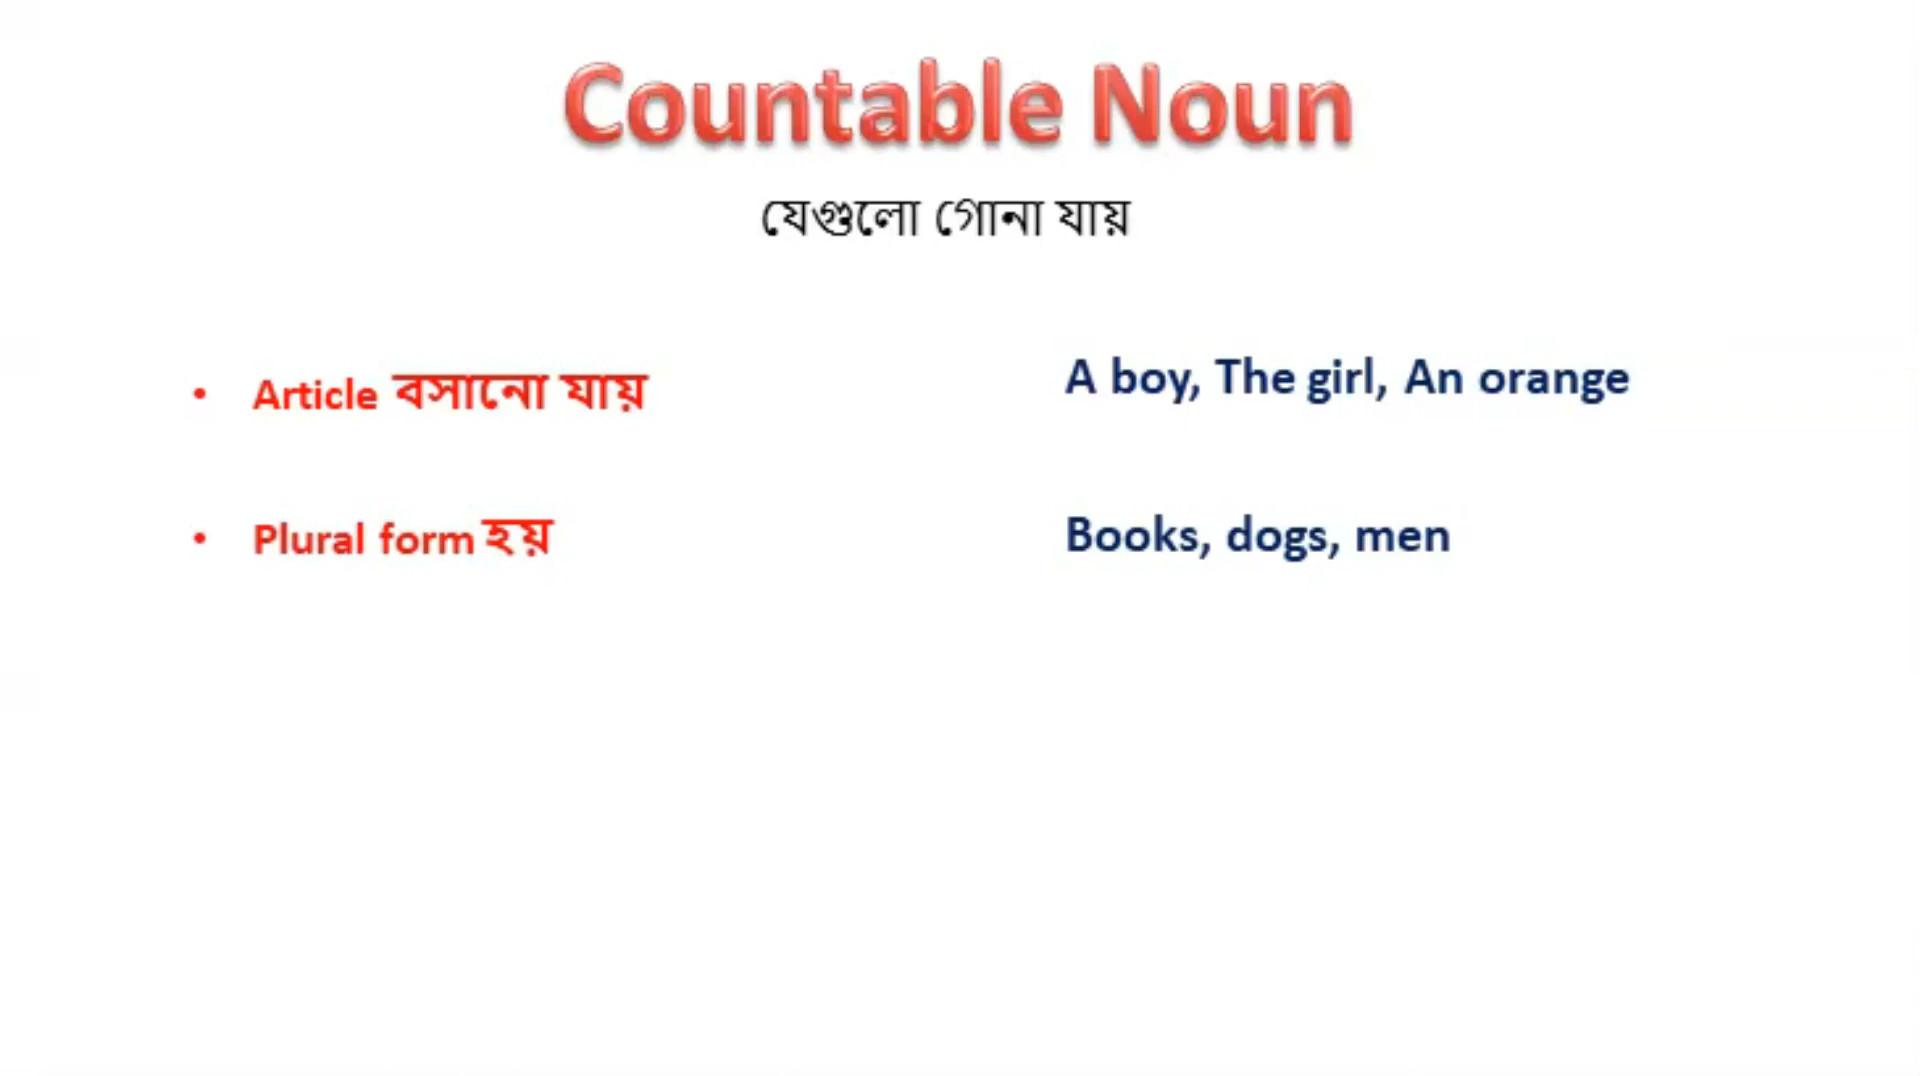 Countable Noun
যেগুলো গোনা যায়
• Article বসানো যায়
A boy, The girl, An orange
• Plural form হয়
Books, dogs, men